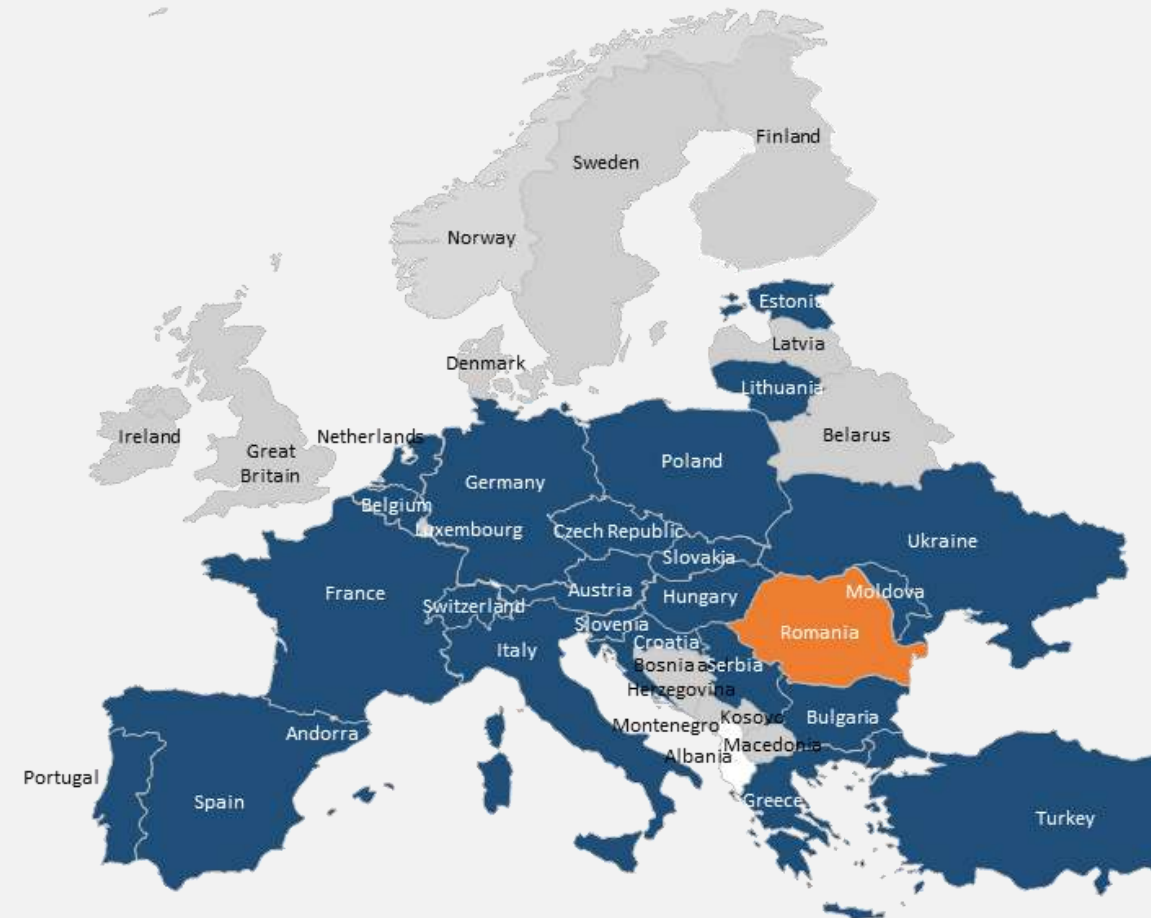 Finland
Sweden
Norway
Estonia
Latvia
Denmark
Lithuania
Belarus
Ireland
Netherlands
Great
Britain
Poland
Germany
Belgium
Luxembourg
Czech Republic
Ukraine
Slovakia
France
Austria
Moldova
Hungary
Switzerland
Slovenia
Romania
Croatia
Italy
Bosnia a
Serbia
Herzegovina
Kosovo
Bulgaria
Montenegro
Andorra
Macedonia
Albania
Portugal
Spain
Greece
Turkey